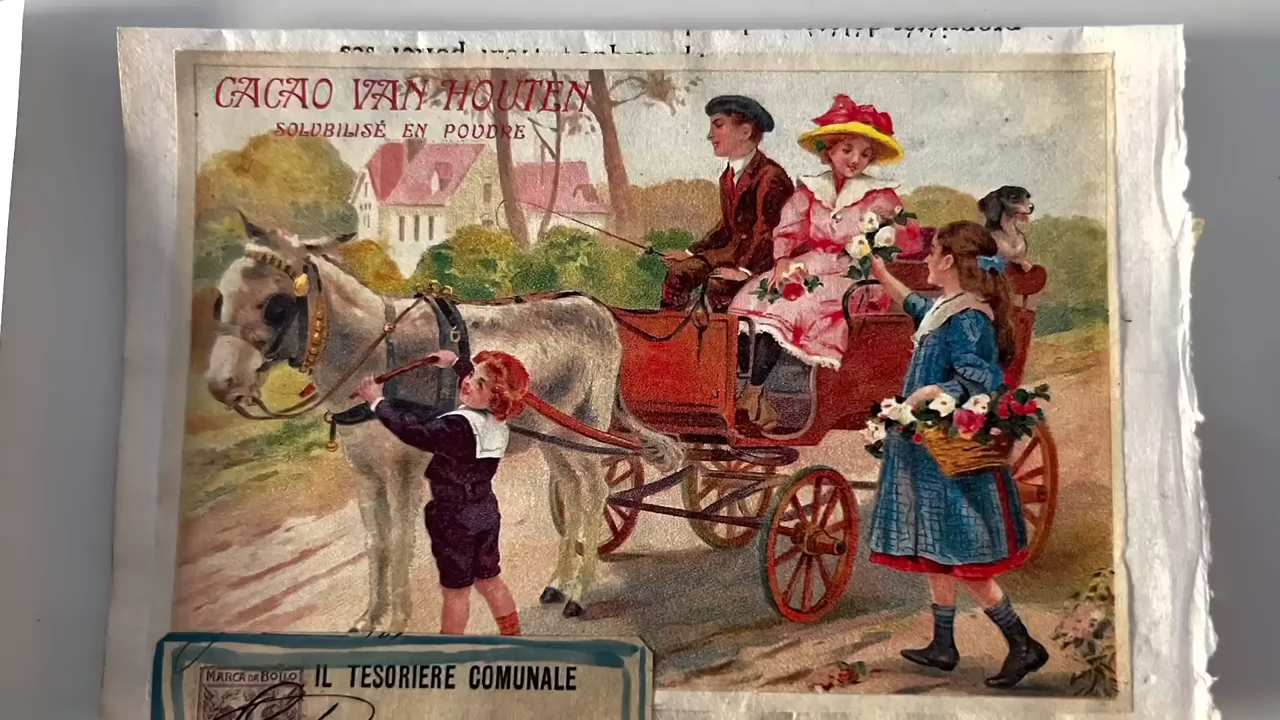 CACAO VAN HOUTEN
SOLUBILISÉ EN POUDRE
MARCA DA BOLLO
IL TESORIERE COMUNALE